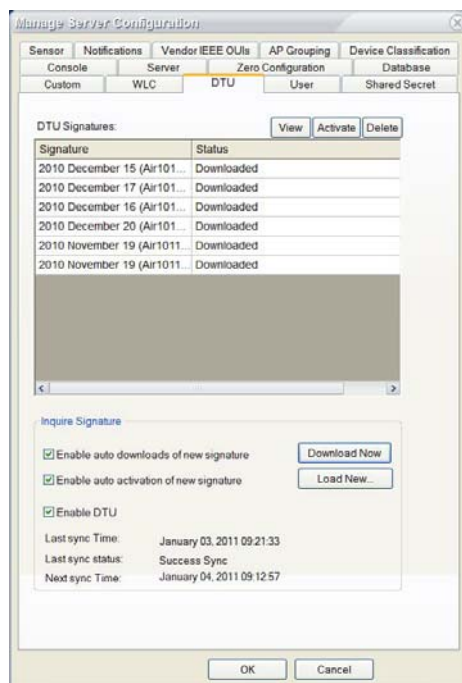 Manage Server Configuration
Sensor Notifications Vendor IEEE OUIs AP Grouping Device Classification
Console Server Zero Configuration Database
Custom WLC DTU User Shared Secret
DTU Signatures: View Activate Delete
Signature Status
2010 December 15 (Air101... Downloaded
2010 December 17 (Air101... Downloaded
2010 December 16 (Air101... Downloaded
2010 December 20 (Air101... Downloaded
2010 November 19 (Air1011... Downloaded
2010 November 19 (Air1011... Downloaded
Inquire Signature
Enable auto downloads of new signature Download Now
Enable auto activation of new signature Load New...
Enable DTU
Last sync Time: January 03, 2011 09:21:33
Last sync status: Success Sync
Next sync Time: January 04, 2011 09:12:57
OK Cancel